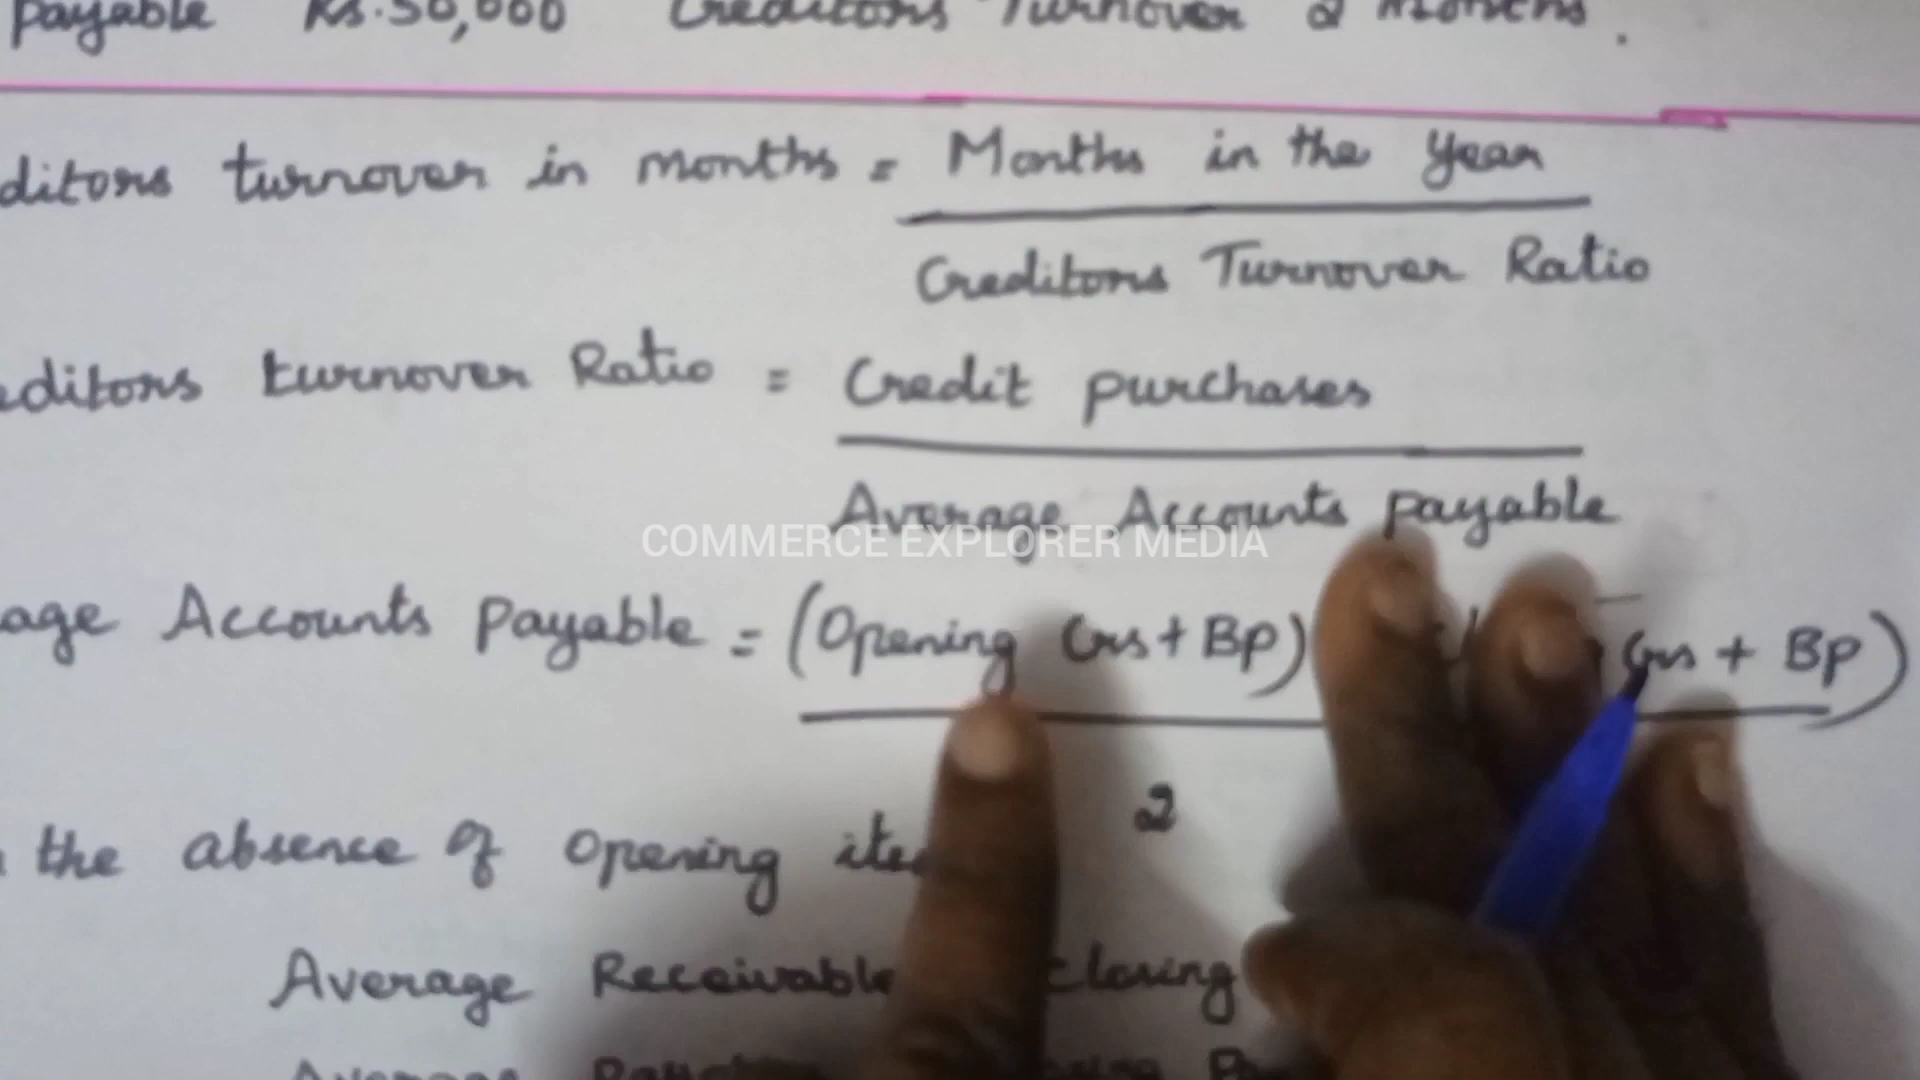 payable Rs.50,000 Creditors Turnover 2 months.
ditors turnover in months = Months in the Year
Creditors Turnover Ratio
editors turnover Ratio = Credit purchases
Average Accounts payable
COMMERCE EXPLORER MEDIA
age Accounts Payable = (Opening Crs + Bp) Crs + Bp)
2
the absence of opening
Average Receivable closing
Average